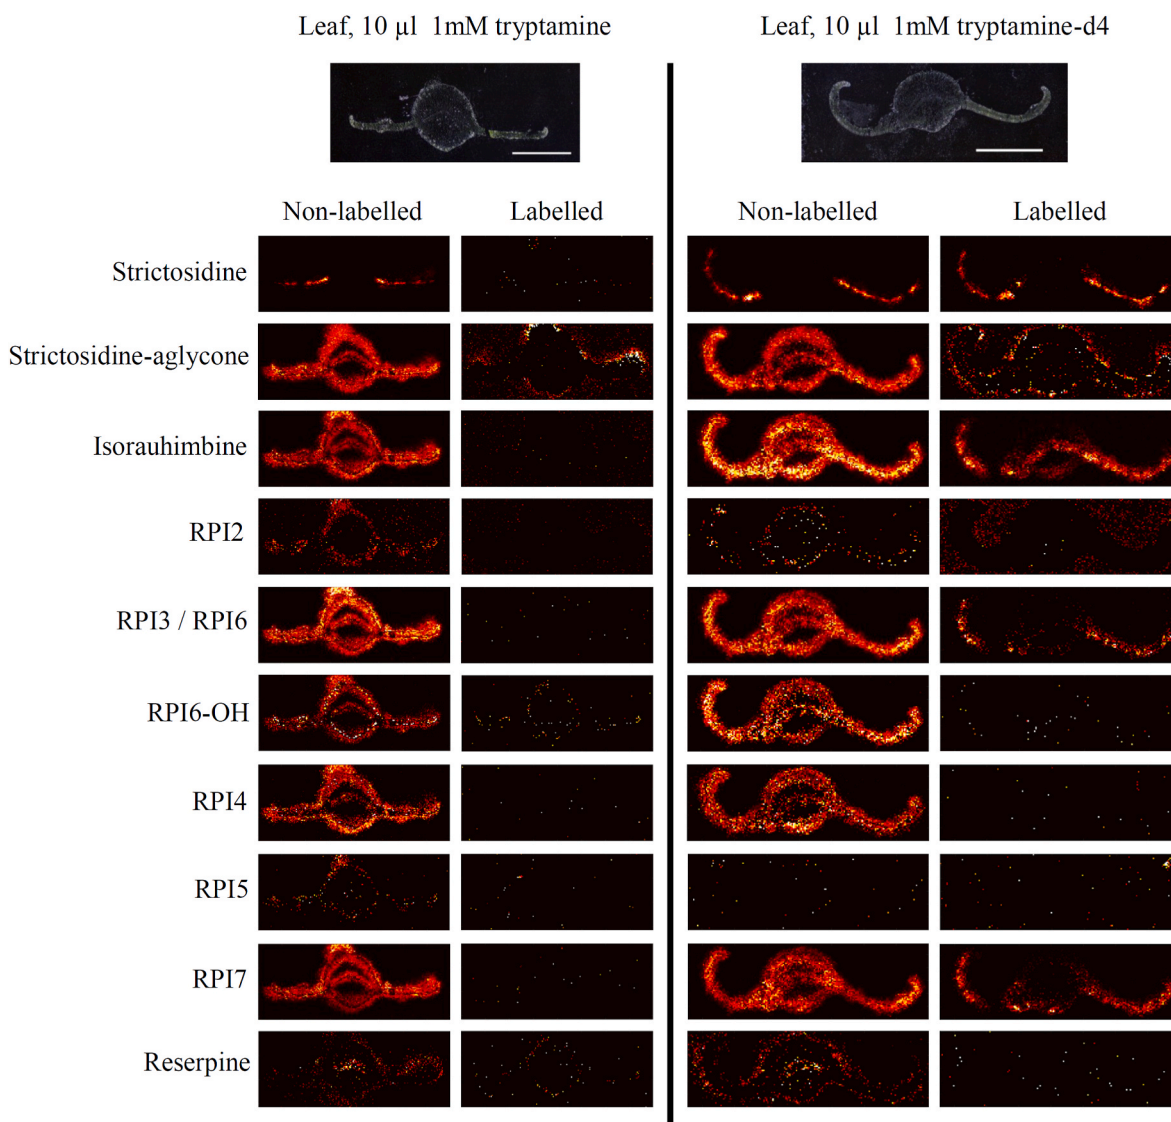 Leaf, 10 µl 1mM tryptamine
Leaf, 10 µl 1mM tryptamine-d4
Non-labelled
Labelled
Non-labelled
Labelled
Strictosidine
Strictosidine-aglycone
Isorauhimbine
RPI2
RPI3 / RPI6
RPI6-OH
RPI4
RPI5
RPI7
Reserpine